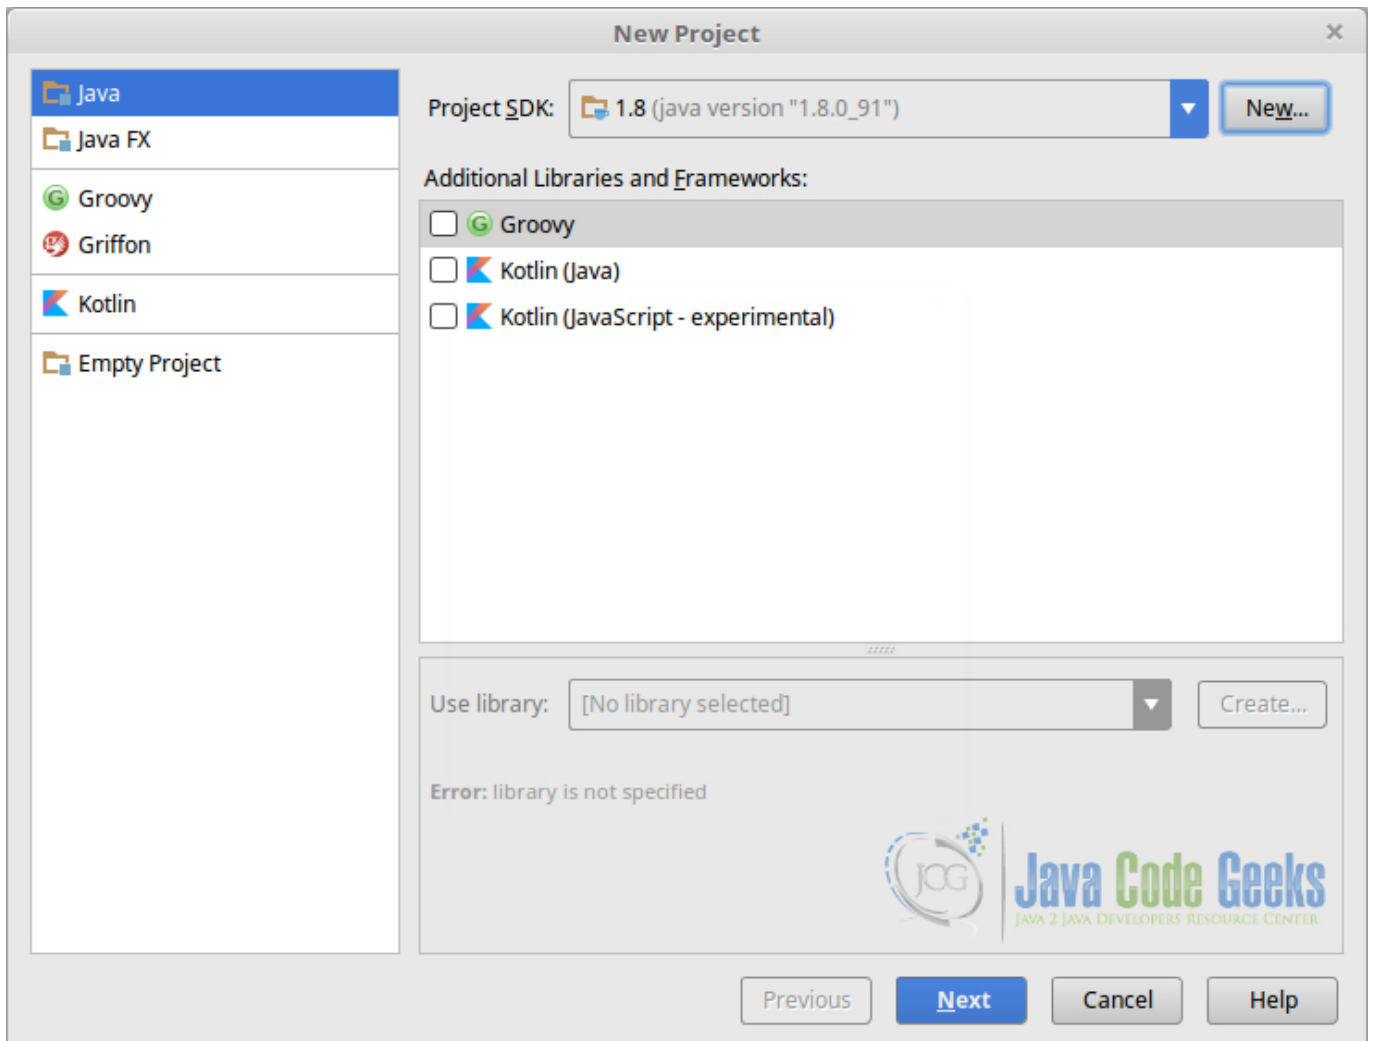 New Project
Java
Java FX
Groovy
Griffon
Kotlin
Empty Project
Project SDK: 1.8 (java version "1.8.0_91") New...
Additional Libraries and Frameworks:
Groovy
Kotlin (Java)
Kotlin (JavaScript - experimental)
Use library: [No library selected] Create...
Error: library is not specified
JCG
Java Code Geeks
JAVA 2 JAVA DEVELOPERS RESOURCE CENTER
Previous Next Cancel Help